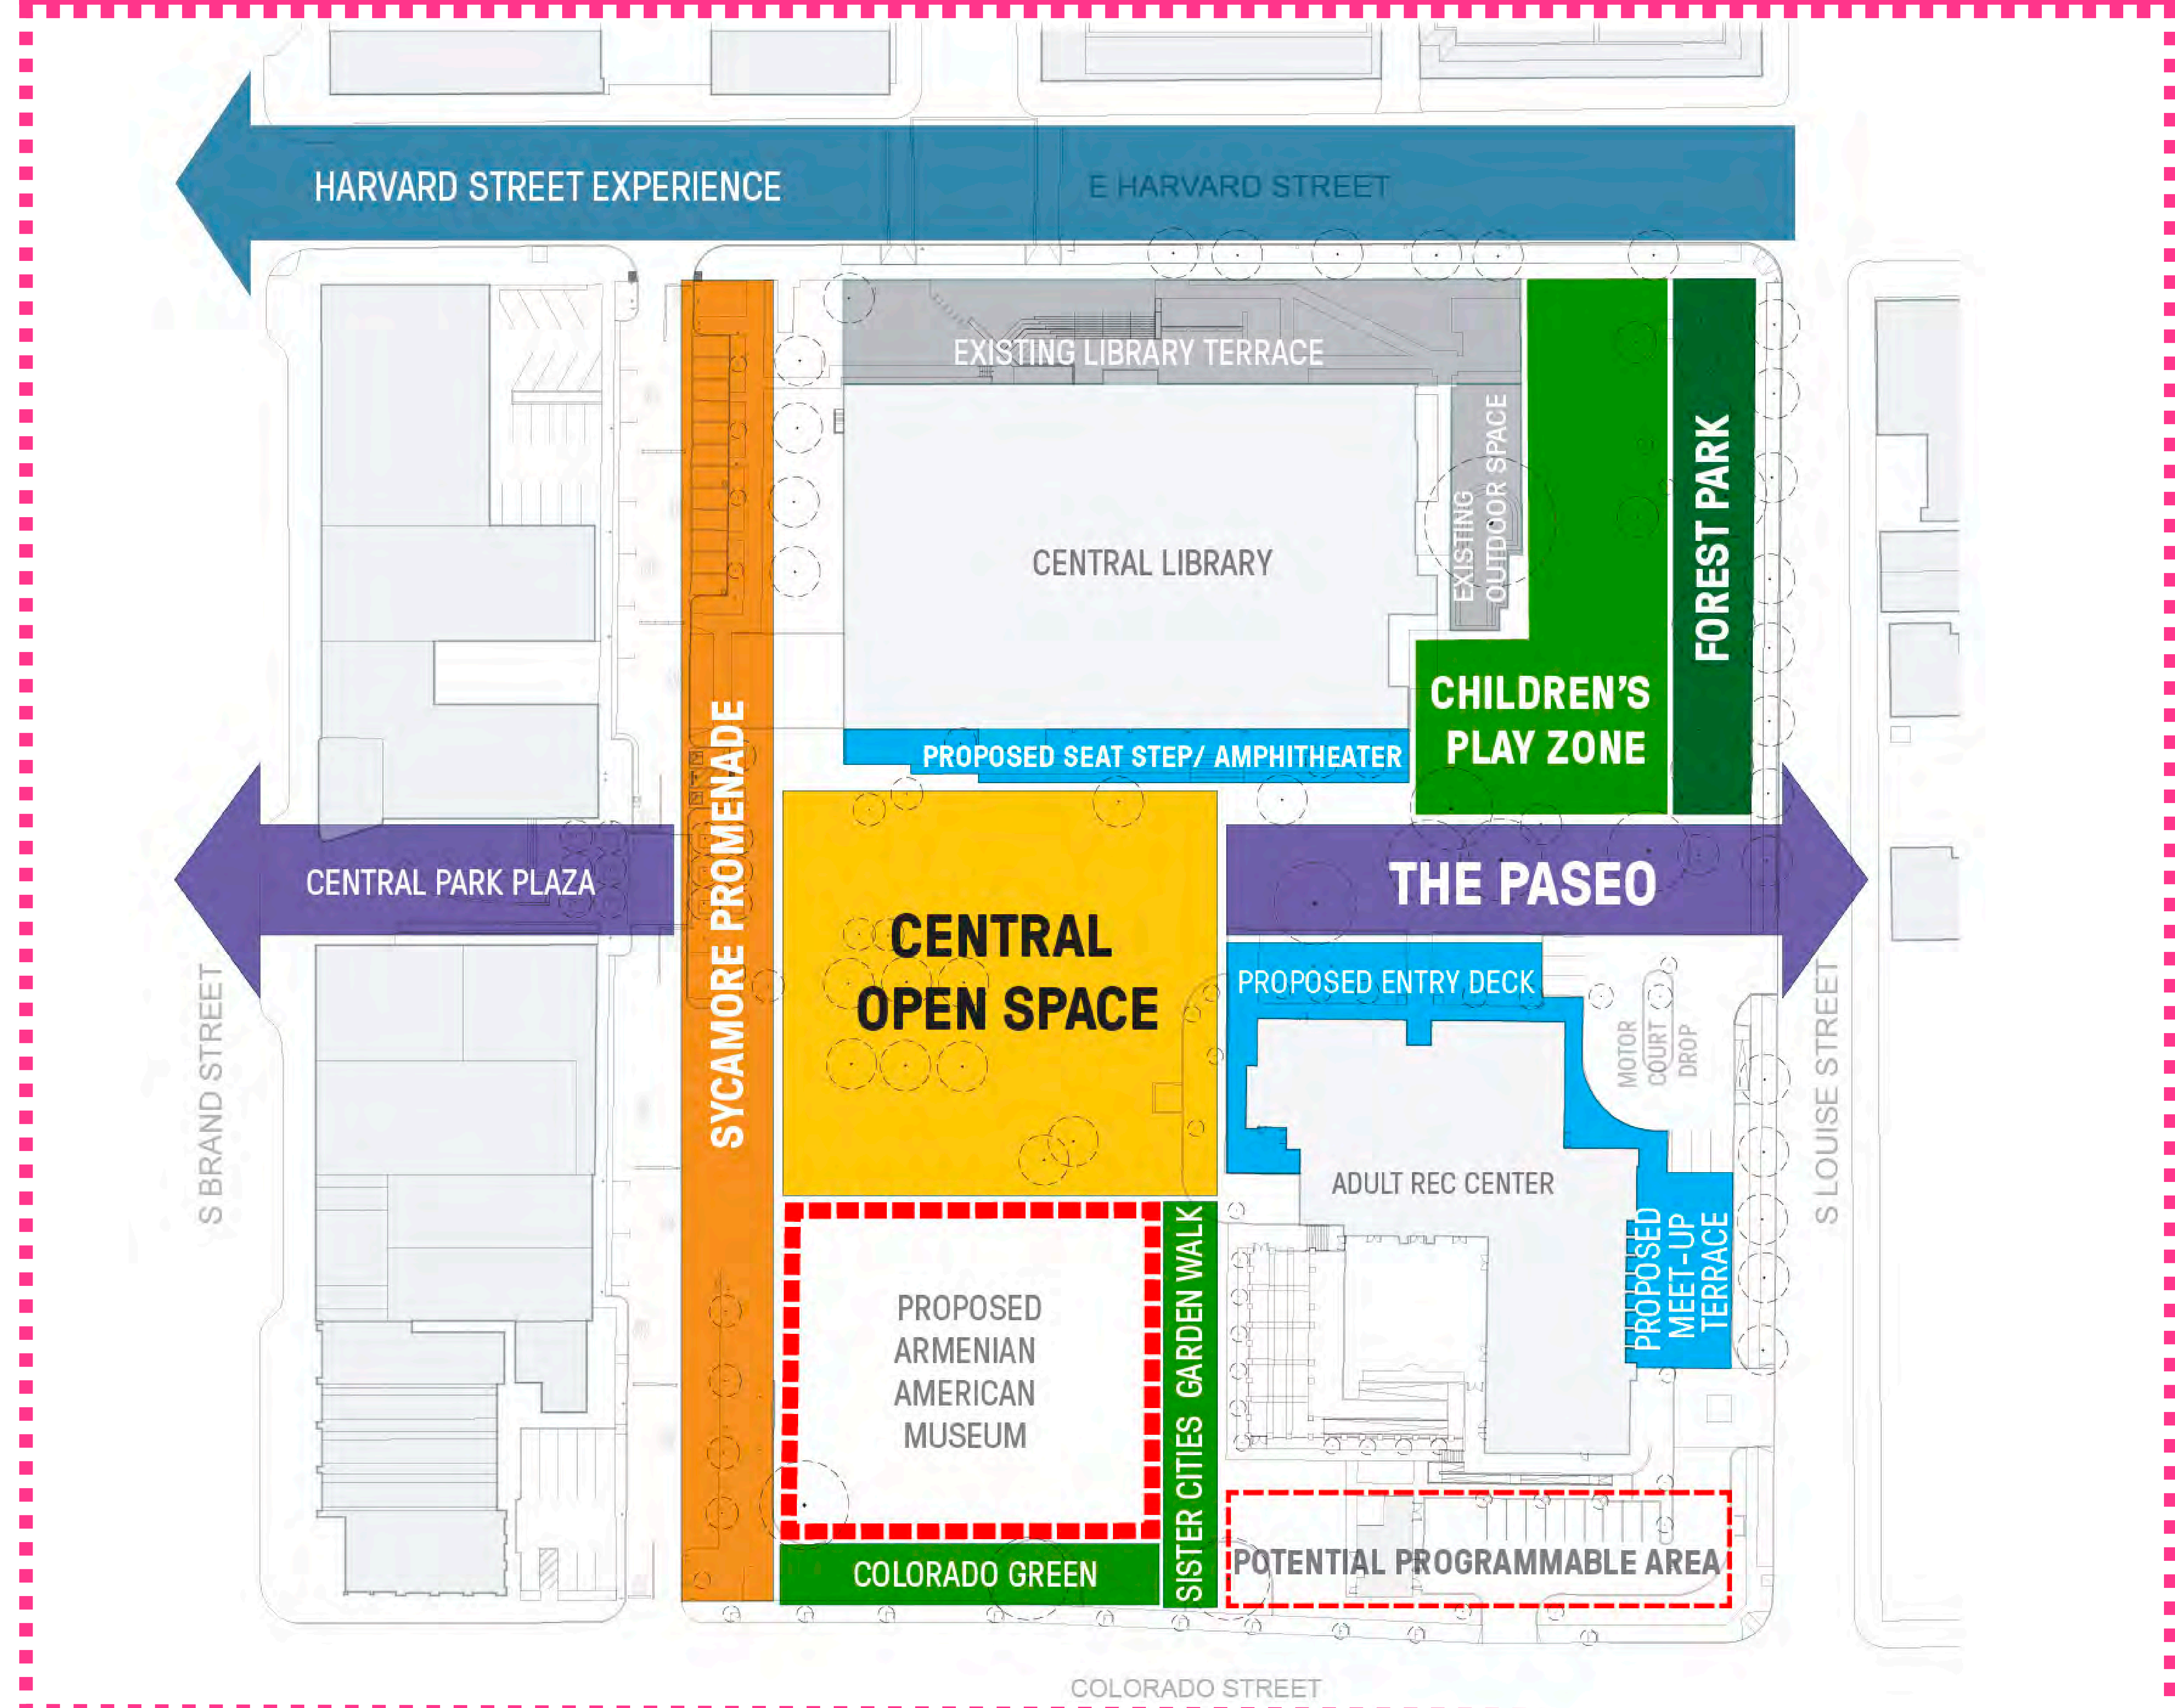 HARVARD STREET EXPERIENCE
E HARVARD STREET
EXISTING LIBRARY TERRACE
EXISTING
OUTDOOR SPACE
FOREST PARK
CENTRAL LIBRARY
CHILDREN'S
PLAY ZONE
PROPOSED SEAT STEP/ AMPHITHEATER
SYCAMORE PROMENADE
CENTRAL PARK PLAZA
THE PASEO
CENTRAL
OPEN SPACE
PROPOSED ENTRY DECK
MOTOR
COURT
DROP
S BRAND STREET
S LOUISE STREET
ADULT REC CENTER
PROPOSED
MEET-UP
TERRACE
PROPOSED
ARMENIAN
AMERICAN
MUSEUM
SISTER CITIES GARDEN WALK
COLORADO GREEN
POTENTIAL PROGRAMMABLE AREA
COLORADO STREET